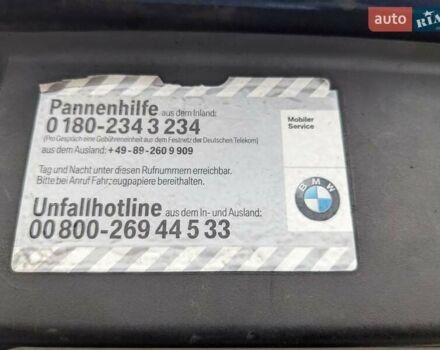 auto RIA
Pannenhilfe aus dem Inland:
0 180-234 3 234
(Pro Gespräch eine Gebühreneinheit aus dem Festnetz der Deutschen Telekom)
aus dem Ausland: +49-89-260 9 909
Tag und Nacht unter diesen Rufnummern erreichbar.
Bitte bei Anruf Fahrzeugpapiere bereithalten.
Unfallhotline aus dem In- und Ausland:
00 800-269 44 5 33
Mobiler
Service
BMW